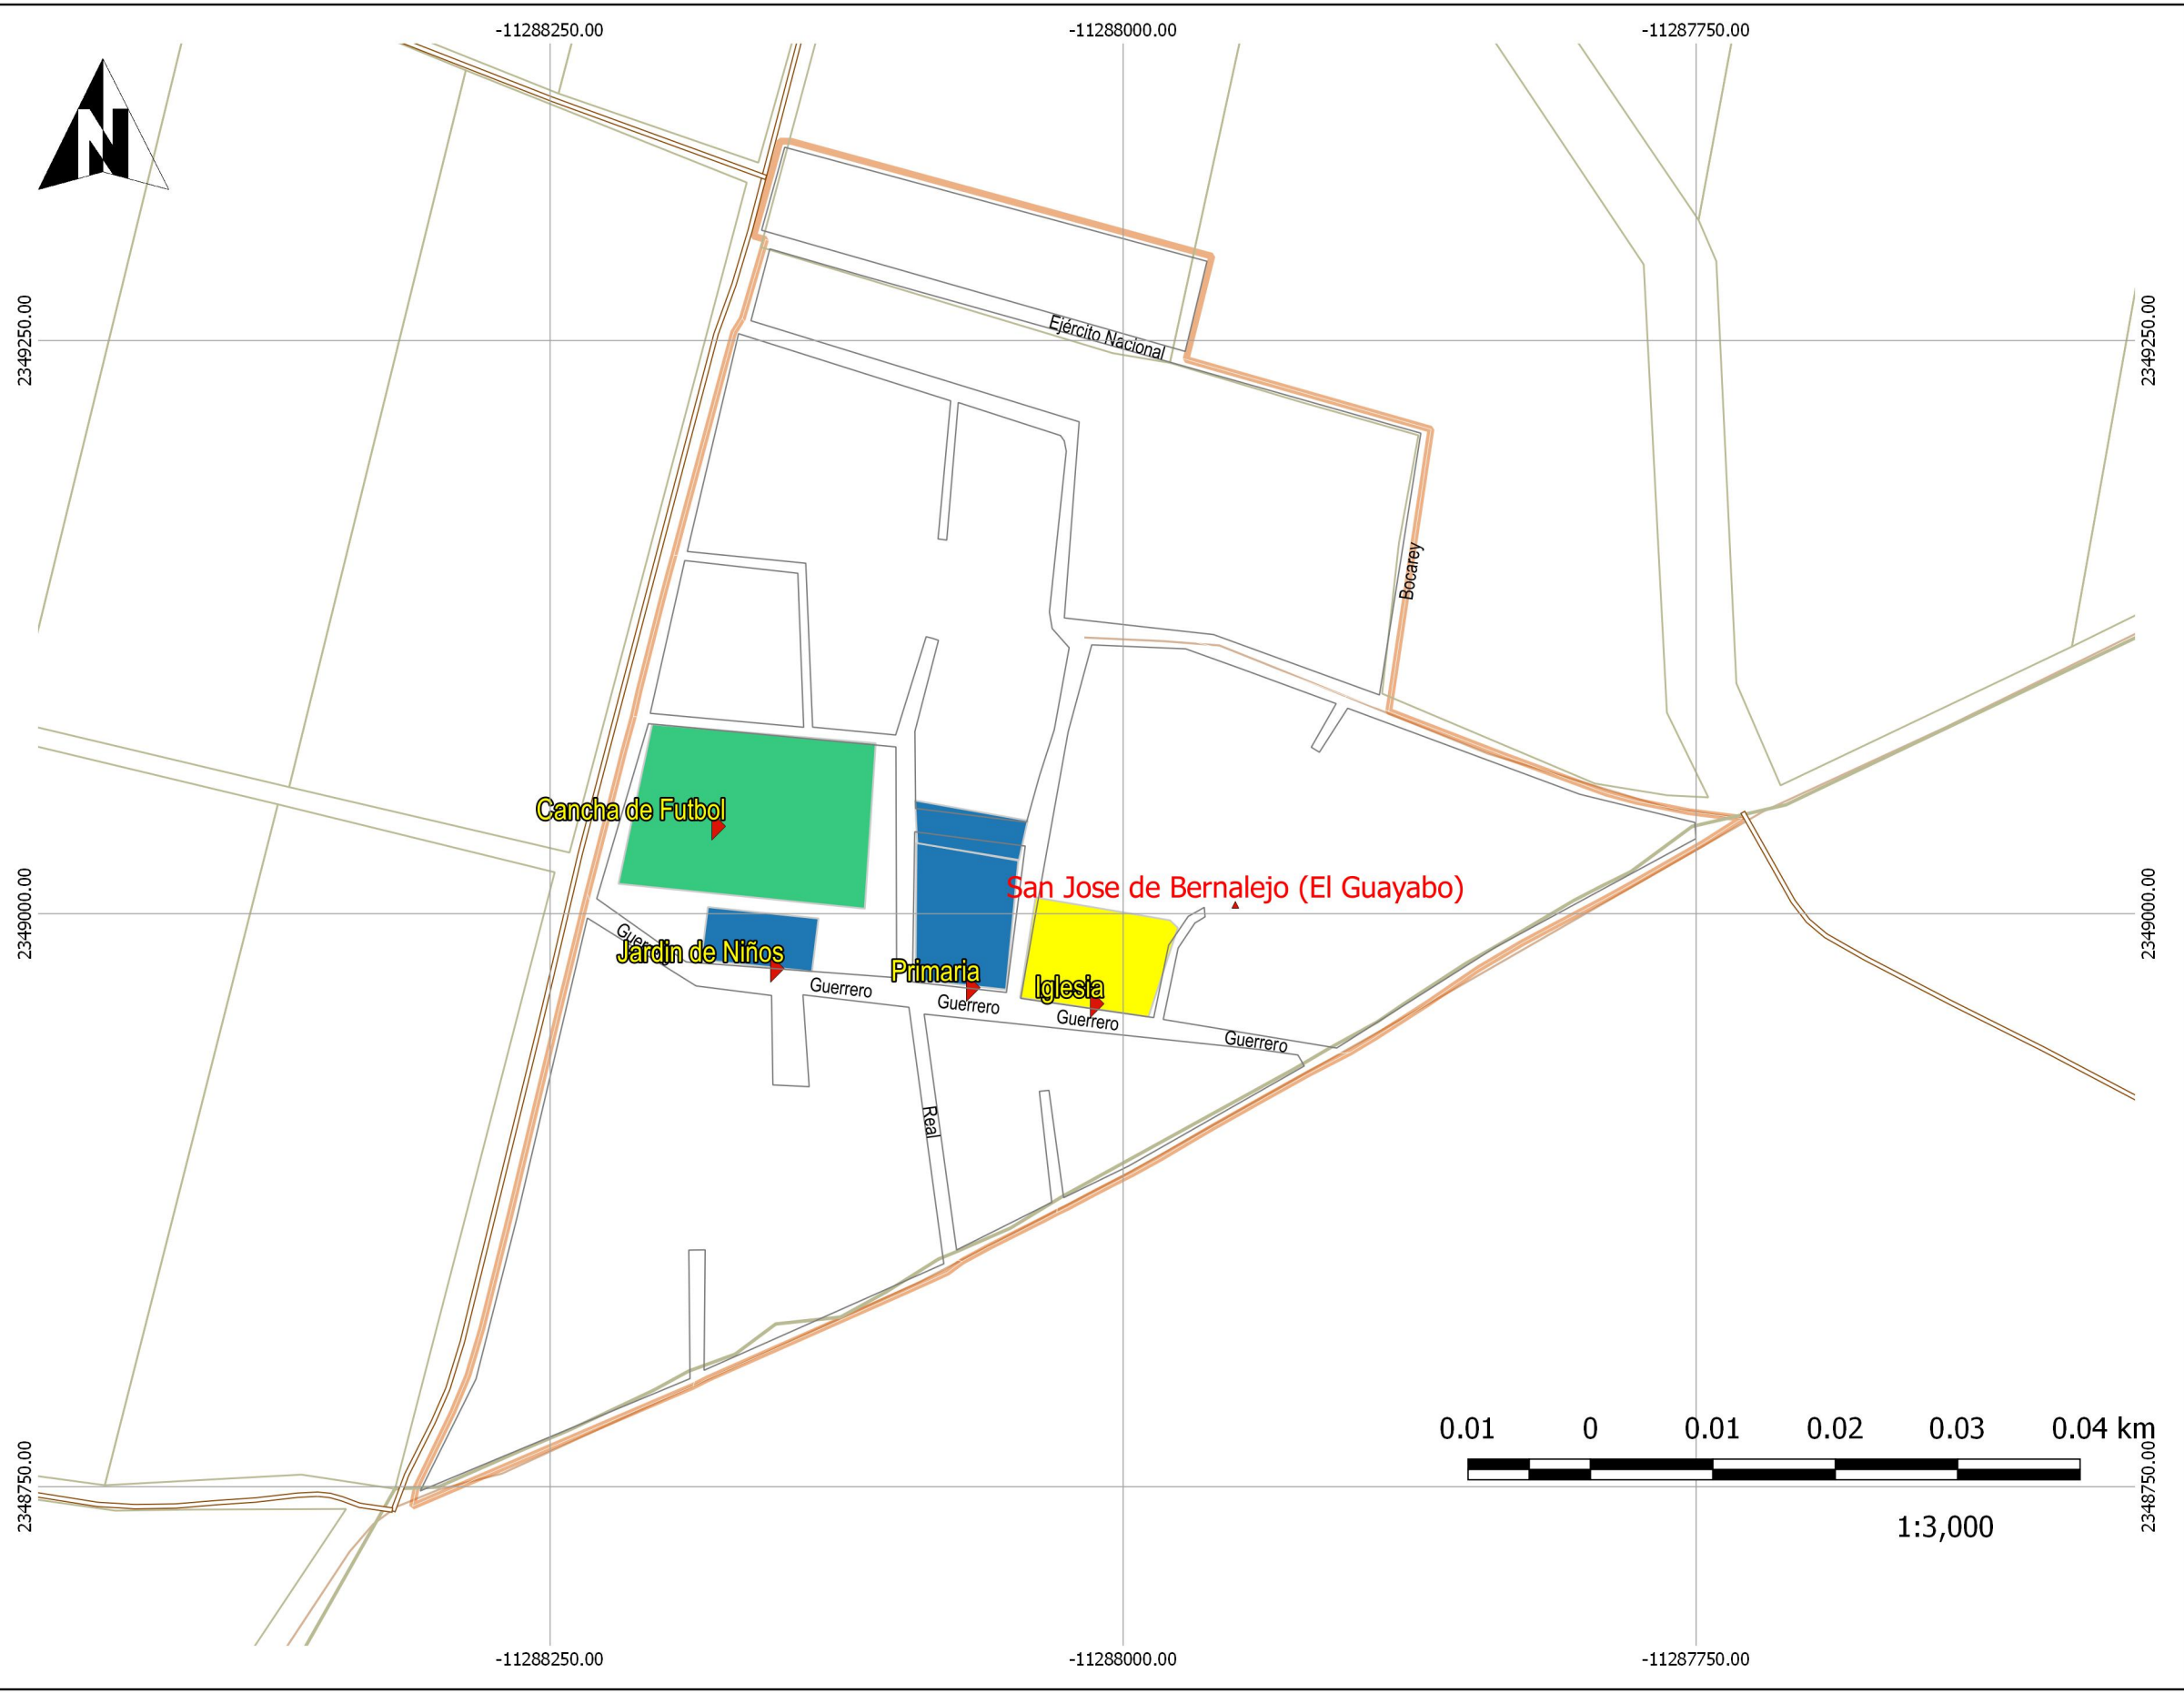 -11288250.00 -11288000.00 -11287750.00
N
2349250.00 2349250.00
Ejército Nacional
Bocarey
Cancha de Futbol
San Jose de Bernalejo (El Guayabo)
2349000.00 2349000.00
Guerrero
Jardin de Niños
Primaria
Iglesia
Guerrero
Guerrero
Guerrero
Guerrero
Real
0.01 0 0.01 0.02 0.03 0.04 km
2348750.00 2348750.00
1:3,000
-11288250.00 -11288000.00 -11287750.00